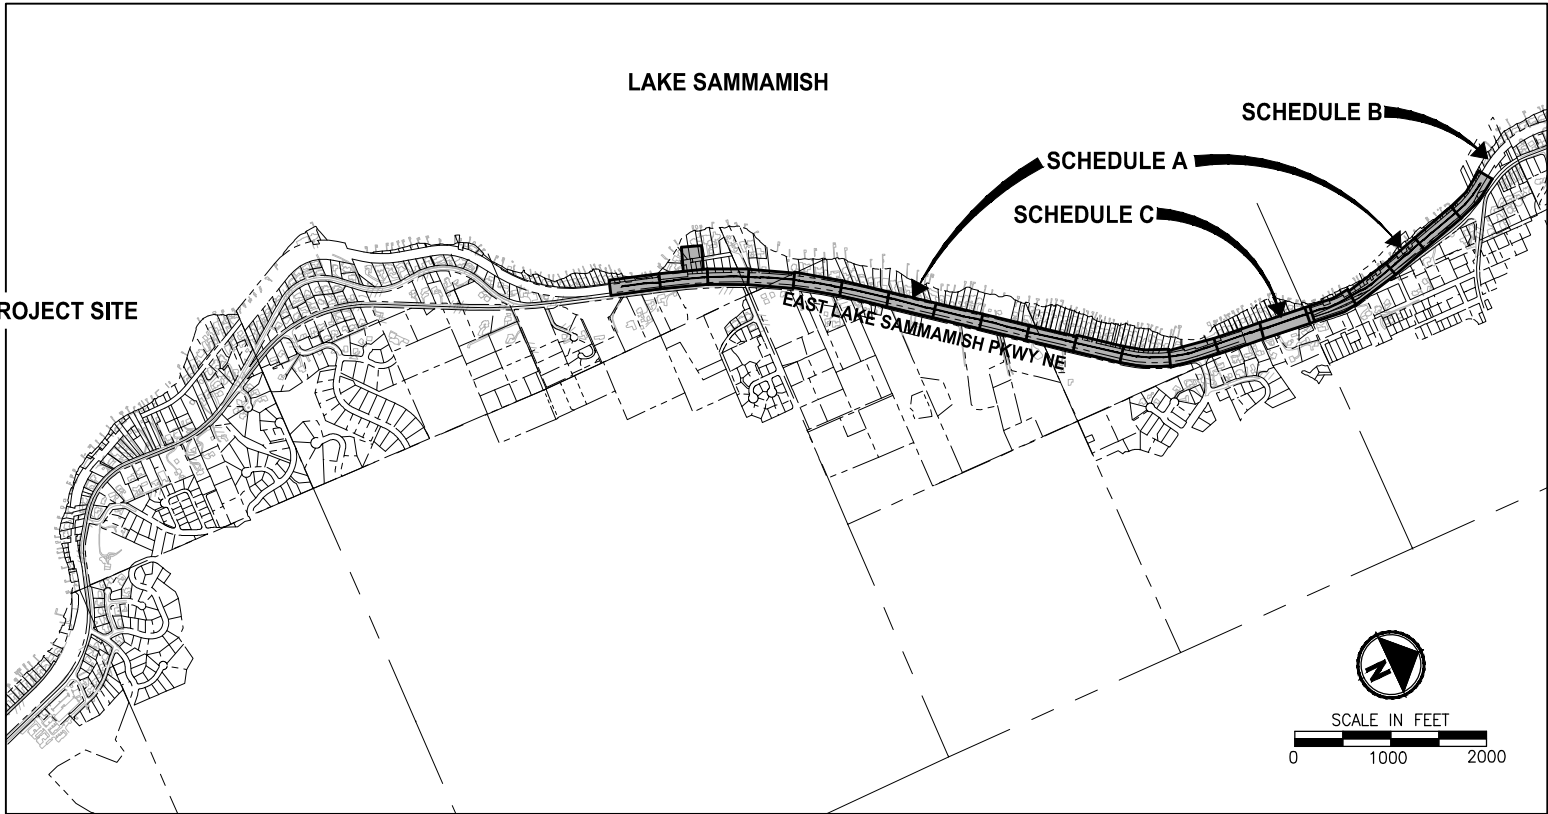 LAKE SAMMAMISH
SCHEDULE B
SCHEDULE A
SCHEDULE C
ROJECT SITE
EAST LAKE SAMMAMISH PKWY NE
N
SCALE IN FEET
0 1000 2000